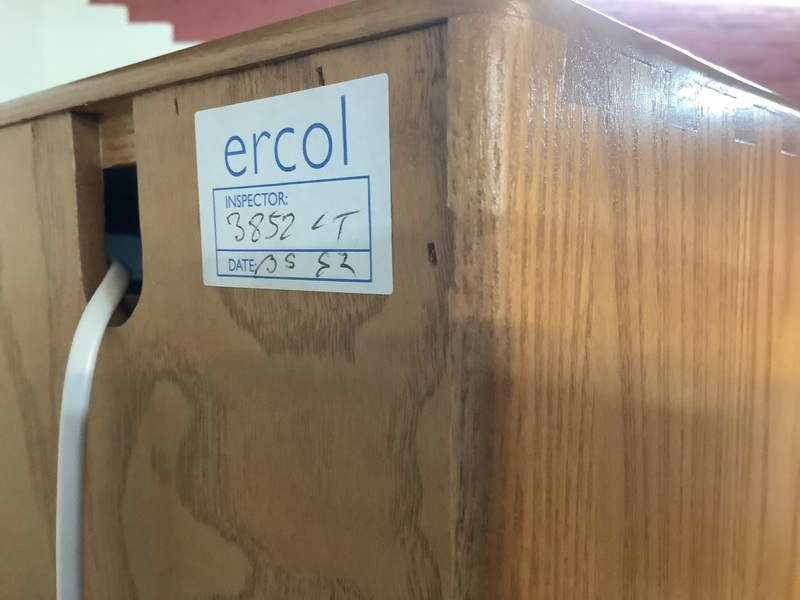 ercol
INSPECTOR:
3852 LT
DATE: